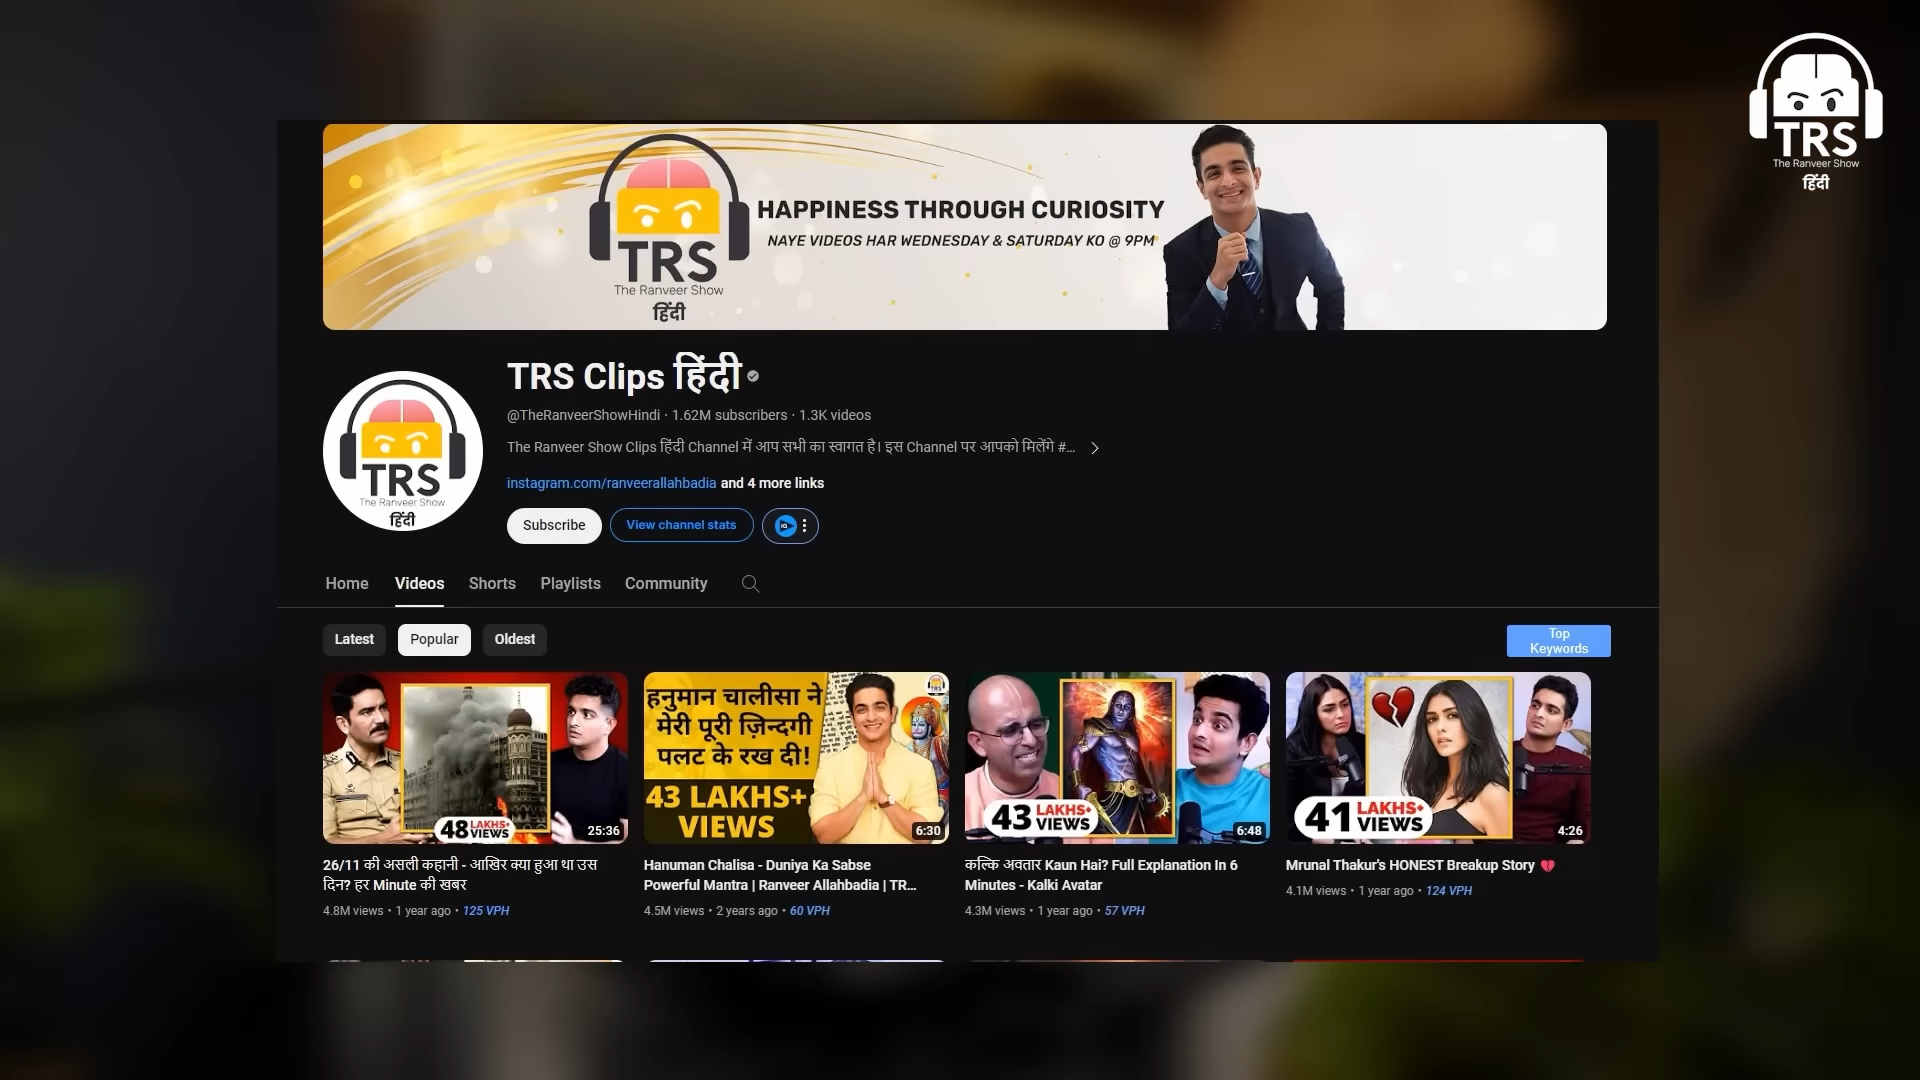 TRS
The Ranveer Show
हिंदी
TRS
The Ranveer Show
हिंदी
HAPPINESS THROUGH CURIOSITY
NAYE VIDEOS HAR WEDNESDAY & SATURDAY KO @ 9PM
TRS
The Ranveer Show
हिंदी
TRS Clips हिंदी
@TheRanveerShowHindi · 1.62M subscribers · 1.3K videos
The Ranveer Show Clips हिंदी Channel में आप सभी का स्वागत है। इस Channel पर आपको मिलेंगे #...
instagram.com/ranveerallahbadia and 4 more links
Subscribe
View channel stats
Home Videos Shorts Playlists Community
Latest Popular Oldest
Top
Keywords
48 LAKHS+
VIEWS
25:36
हनुमान चालीसा ने
मेरी पूरी ज़िन्दगी
पलट के रख दी!
43 LAKHS+
VIEWS
TRS
6:30
43 LAKHS+
VIEWS
6:48
41 LAKHS+
VIEWS
4:26
26/11 की असली कहानी - आखिर क्या हुआ था उस
दिन? हर Minute की खबर
4.8M views • 1 year ago • 125 VPH
Hanuman Chalisa - Duniya Ka Sabse
Powerful Mantra | Ranveer Allahbadia | TR...
4.5M views • 2 years ago • 60 VPH
कल्कि अवतार Kaun Hai? Full Explanation In 6
Minutes - Kalki Avatar
4.3M views • 1 year ago • 57 VPH
Mrunal Thakur's HONEST Breakup Story 💔
4.1M views • 1 year ago • 124 VPH